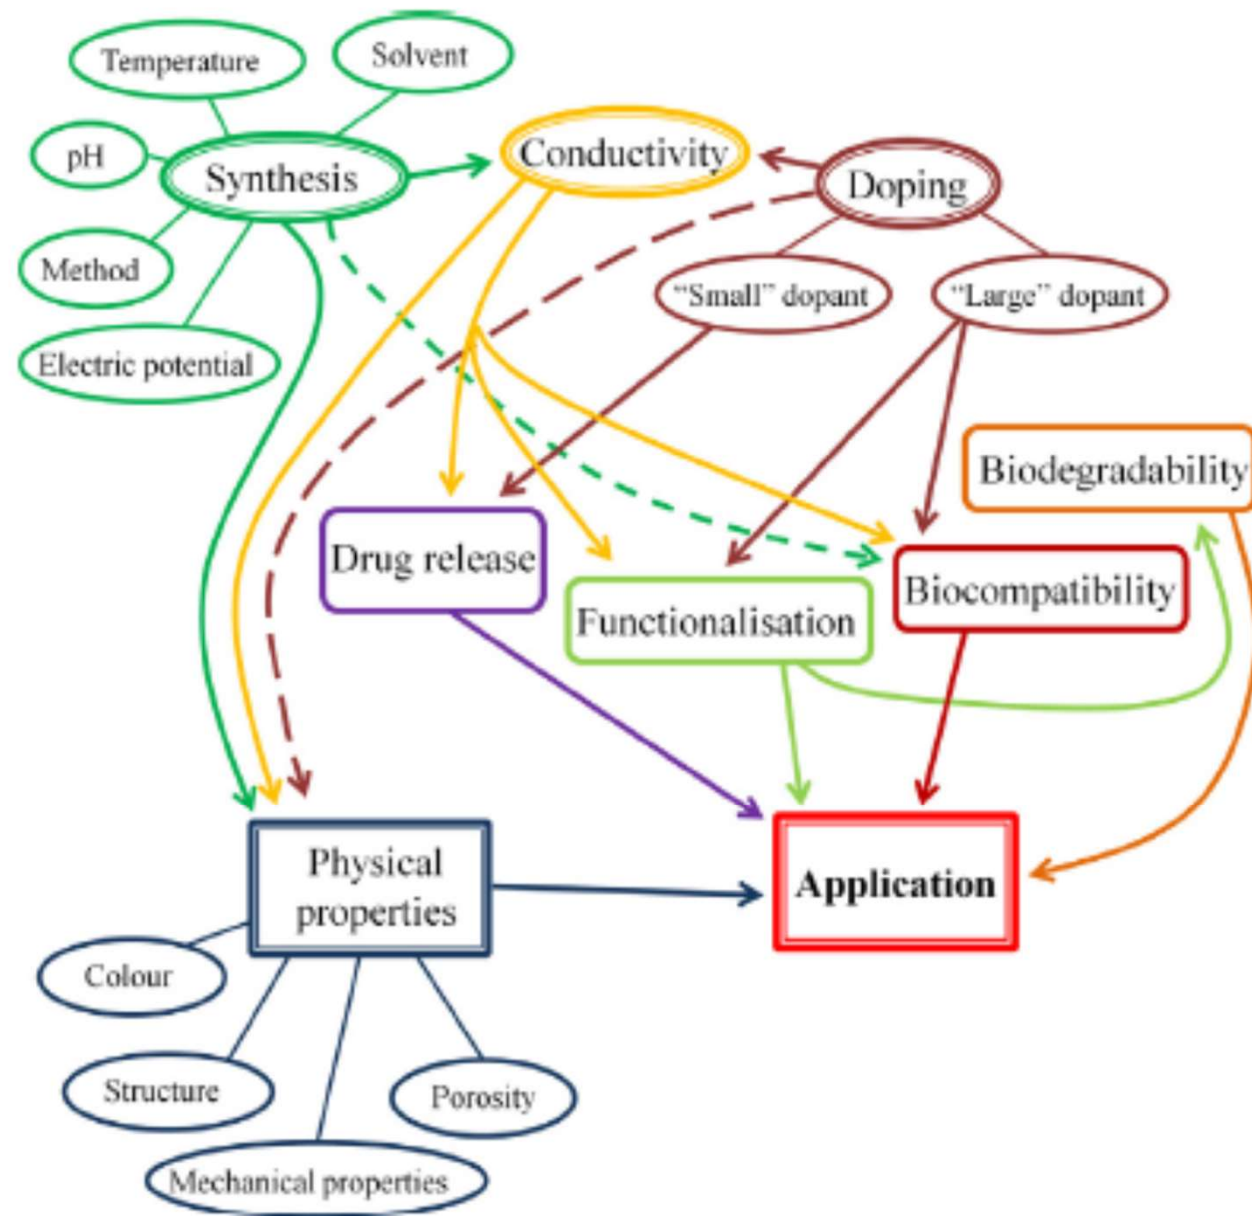 Temperature
Solvent
pH
Synthesis
Conductivity
Doping
Method
"Small" dopant
"Large" dopant
Electric potential
Biodegradability
Drug release
Biocompatibility
Functionalisation
Physical
properties
Application
Colour
Structure
Porosity
Mechanical properties